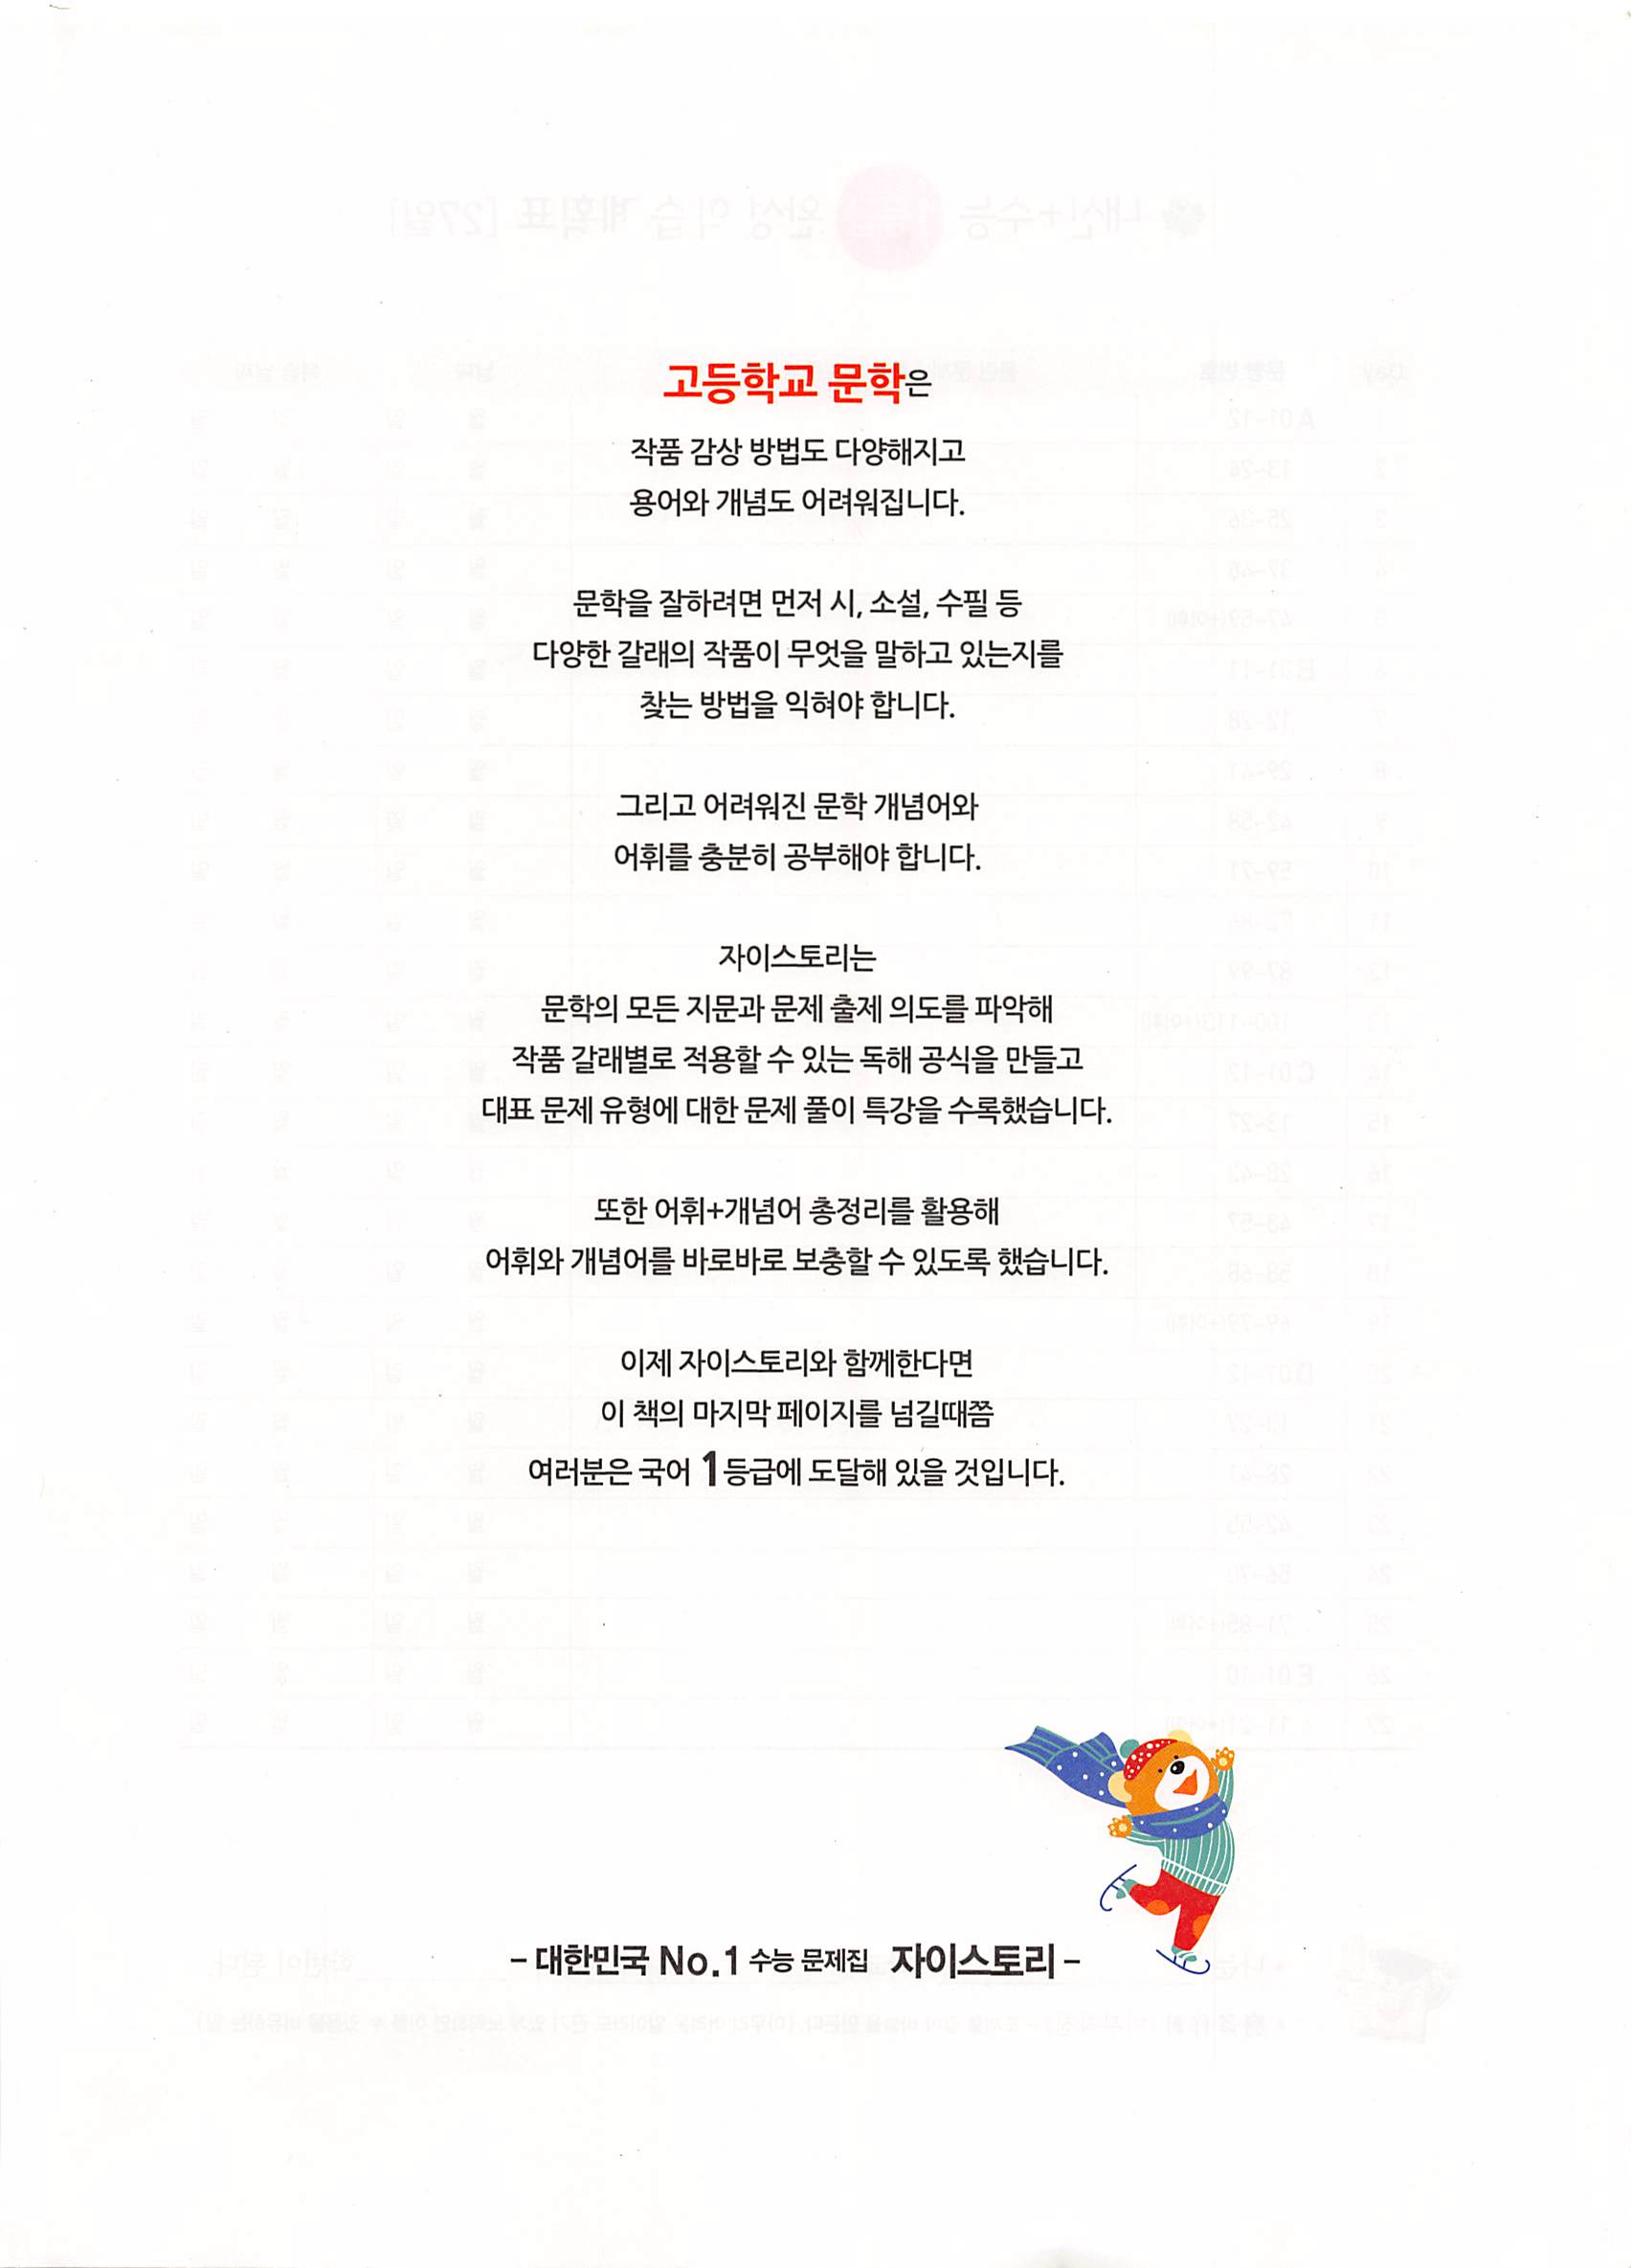 고등학교 문학은
작품 감상 방법도 다양해지고
용어와 개념도 어려워집니다.
문학을 잘하려면 먼저 시, 소설, 수필 등
다양한 갈래의 작품이 무엇을 말하고 있는지를
찾는 방법을 익혀야 합니다.
그리고 어려워진 문학 개념어와
어휘를 충분히 공부해야 합니다.
자이스토리는
문학의 모든 지문과 문제 출제 의도를 파악해
작품 갈래별로 적용할 수 있는 독해 공식을 만들고
대표 문제 유형에 대한 문제 풀이 특강을 수록했습니다.
또한 어휘+개념어 총정리를 활용해
어휘와 개념어를 바로바로 보충할 수 있도록 했습니다.
이제 자이스토리와 함께한다면
이 책의 마지막 페이지를 넘길때쯤
여러분은 국어 1등급에 도달해 있을 것입니다.
– 대한민국 No.1 수능 문제집 자이스토리 –